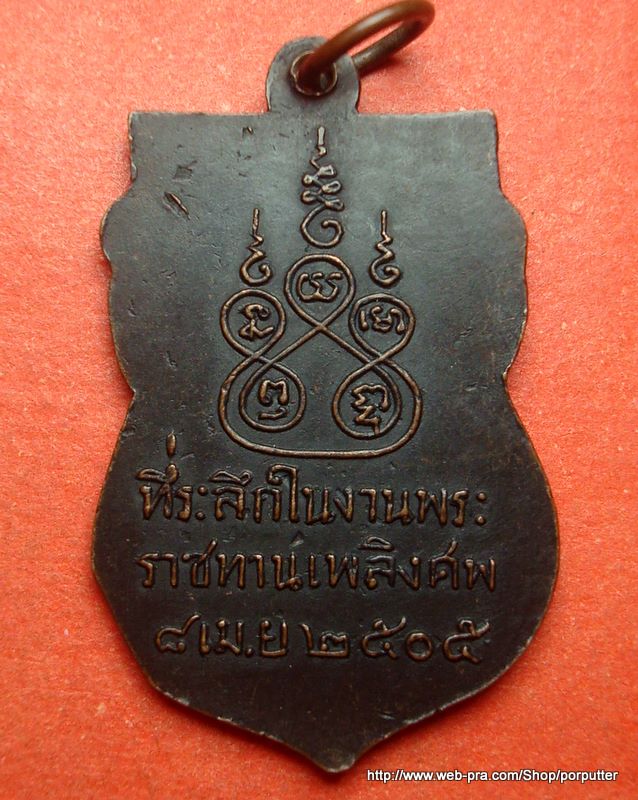 ที่ระลึกในงานพระ
ราชทานเพลิงศพ
๘ เม.ย ๒๕๐๕
http://www.web-pra.com/Shop/porputter